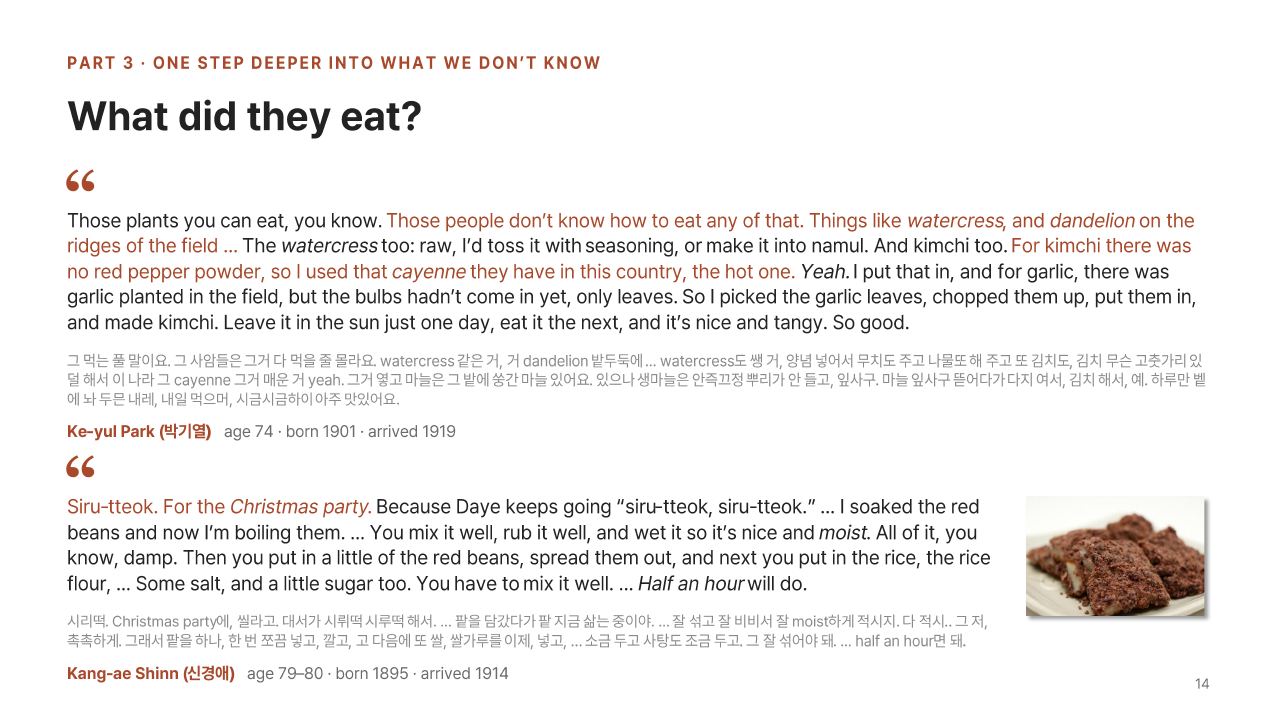 PART 3 · ONE STEP DEEPER INTO WHAT WE DON’T KNOW
What did they eat?
“
Those plants you can eat, you know. Those people don’t know how to eat any of that. Things like watercress, and dandelion on the
ridges of the field ... The watercress too: raw, I’d toss it with seasoning, or make it into namul. And kimchi too. For kimchi there was
no red pepper powder, so I used that cayenne they have in this country, the hot one. Yeah. I put that in, and for garlic, there was
garlic planted in the field, but the bulbs hadn’t come in yet, only leaves. So I picked the garlic leaves, chopped them up, put them in,
and made kimchi. Leave it in the sun just one day, eat it the next, and it’s nice and tangy. So good.
그 먹는 풀 말이요. 그 사암들은 그거 다 먹을 줄 몰라요. watercress 같은 거, 거 dandelion 밭두둑에 ... watercress도 쌩 거, 양념 넣어서 무치도 주고 나물또 해 주고 또 김치도, 김치 무슨 고춧가리 있
덜 해서 이 나라 그 cayenne 그거 매운 거 yeah. 그거 옇고 마늘은 그 밭에 쑹간 마늘 있어요. 있으나 생마늘은 안즉끄정 뿌리가 안 들고, 잎사구. 마늘 잎사구 뜯어다가 다지 여서, 김치 해서, 예. 하루만 벹
에 놔 두믄 내레, 내일 먹으며, 시금시금하이 아주 맛있어요.
Ke-yul Park (박기열) age 74 · born 1901 · arrived 1919
“
Siru-tteok. For the Christmas party. Because Daye keeps going “siru-tteok, siru-tteok.” ... I soaked the red
beans and now I’m boiling them. ... You mix it well, rub it well, and wet it so it’s nice and moist. All of it, you
know, damp. Then you put in a little of the red beans, spread them out, and next you put in the rice, the rice
flour, ... Some salt, and a little sugar too. You have to mix it well. ... Half an hour will do.
시리떡. Christmas party에, 씰라고. 대서가 시뤼떡 시루떡 해서. ... 팥을 담갔다가 팥 지금 삶는 중이야. ... 잘 섞고 잘 비비서 잘 moist하게 적시지. 다 적시.. 그 저,
촉촉하게. 그래서 팥을 하나, 한 번 쪼끔 넣고, 깔고, 고 다음에 또 쌀, 쌀가루를 이제, 넣고, ... 소금 두고 사탕도 조금 두고. 그 잘 섞어야 돼. ... half an hour면 돼.
Kang-ae Shinn (신경애) age 79–80 · born 1895 · arrived 1914
14